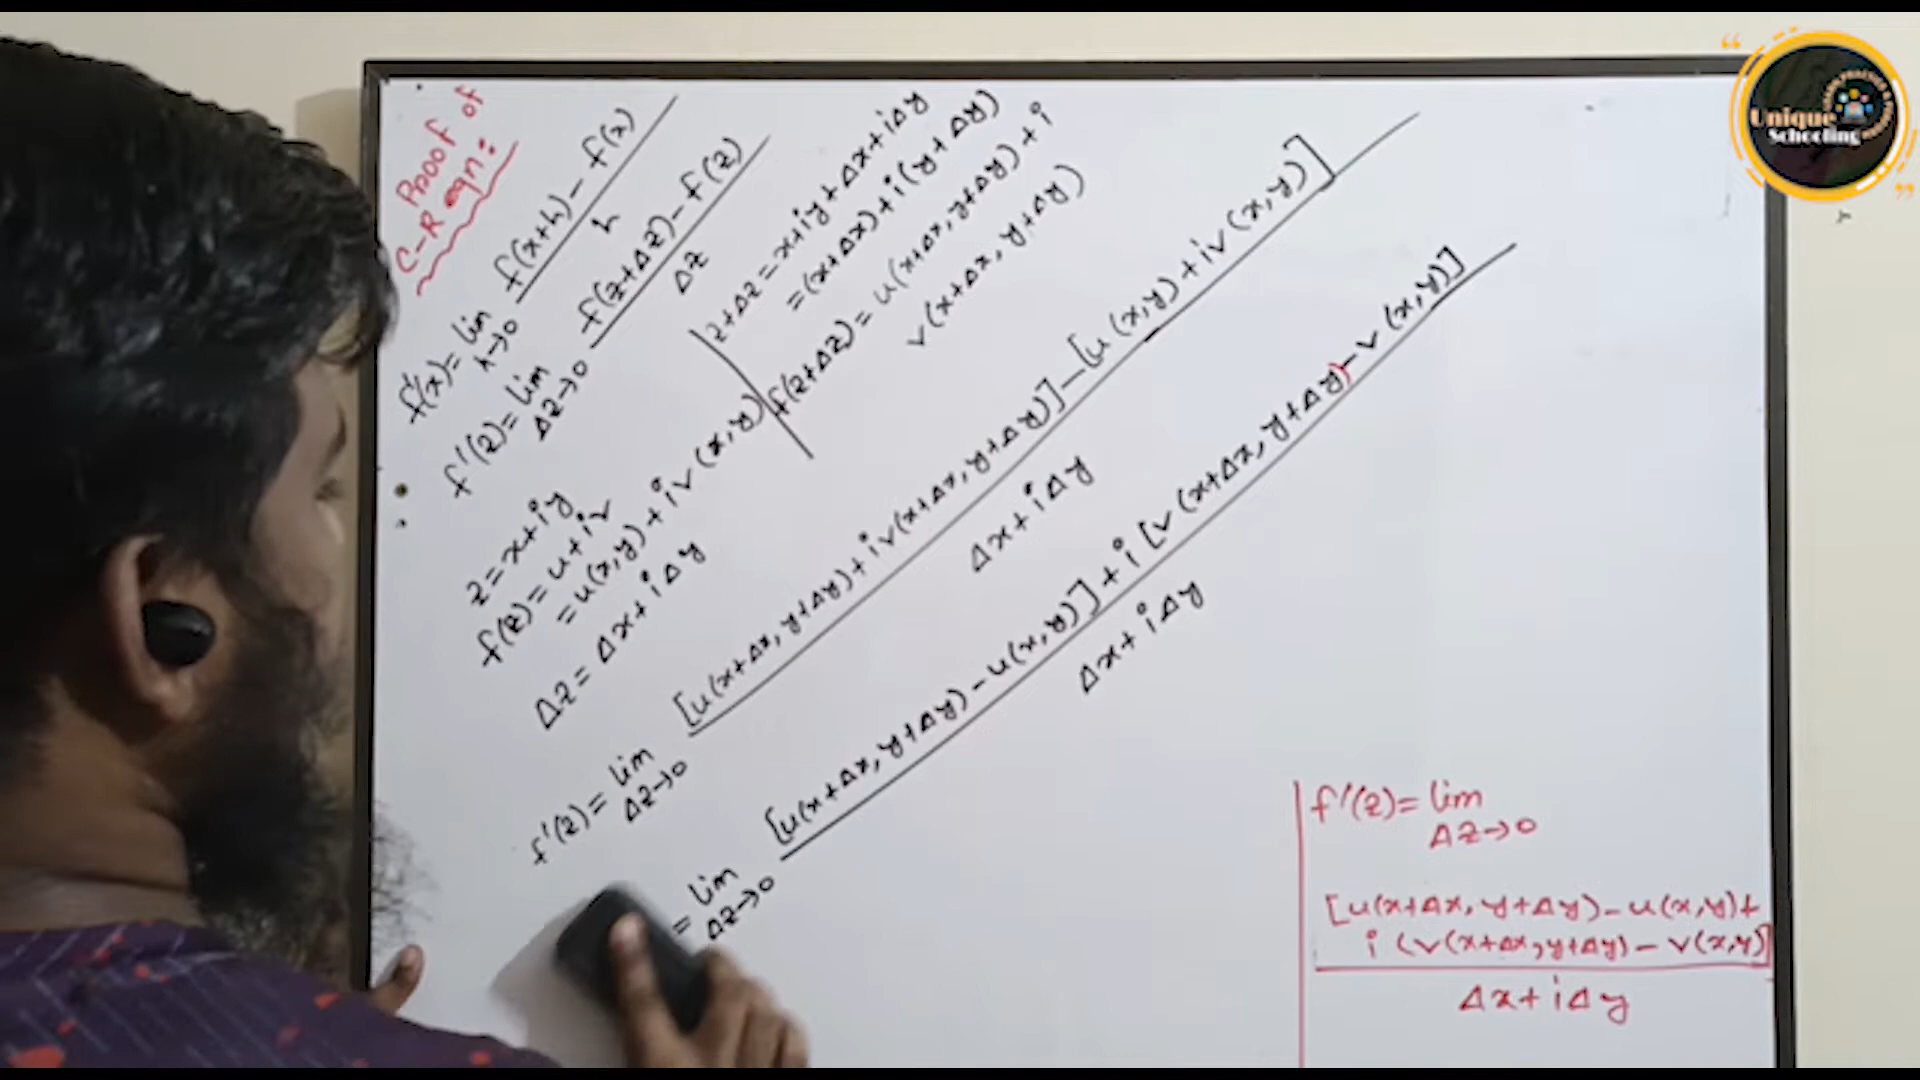 Proof of
C-R eqn:
f'(x) = lim h→0 f(x+h) - f(x) / h
f'(z) = lim Δz→0 f(z+Δz) - f(z) / Δz
z = x+iy
f(z) = u+iv
= u(x,y) + iv(x,y)
Δz = Δx + iΔy
z+Δz = x+iy+Δx+iΔy
= (x+Δx)+i(y+Δy)
f(z+Δz) = u(x+Δx, y+Δy)+i
v(x+Δx, y+Δy)
f'(z) = lim Δz→0 [u(x+Δx, y+Δy) + iv(x+Δx, y+Δy)] - [u(x,y) + iv(x,y)] / Δx + iΔy
= lim Δz→0 [u(x+Δx, y+Δy) - u(x,y)] + i[v(x+Δx, y+Δy) - v(x,y)] / Δx + iΔy
f'(z) = lim
Δz→0
[u(x+Δx, y+Δy) - u(x,y)+
i (v(x+Δx, y+Δy) - v(x,y)]
Δx + iΔy
Unique
Schooling